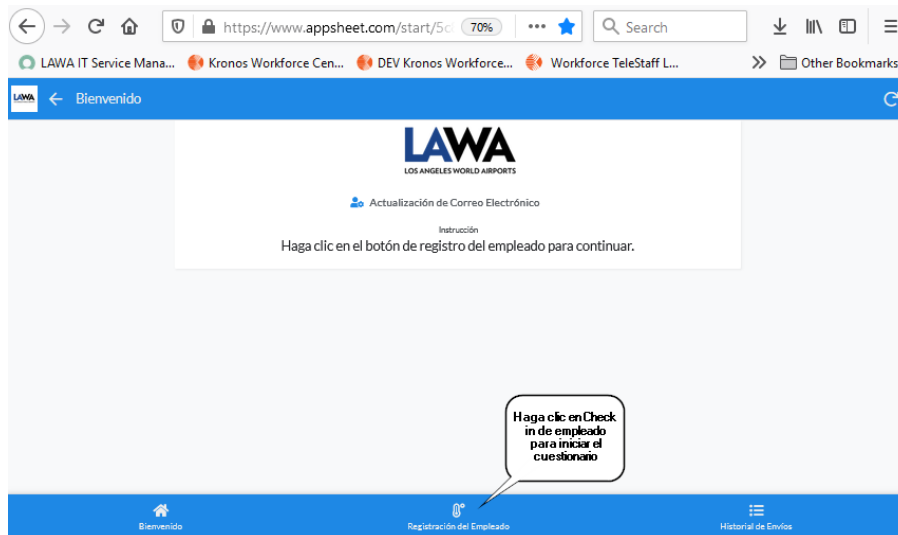 https://www.appsheet.com/start/5c 70% Search
LAWA IT Service Mana... Kronos Workforce Cen... DEV Kronos Workforce... Workforce TeleStaff L... Other Bookmarks
LAWA Bienvenido
LAWA
LOS ANGELES WORLD AIRPORTS
Actualización de Correo Electrónico
Instrucción
Haga clic en el botón de registro del empleado para continuar.
Haga clic en Check
in de empleado
para iniciar el
cuestionario
Bienvenido Registración del Empleado Historial de Envíos